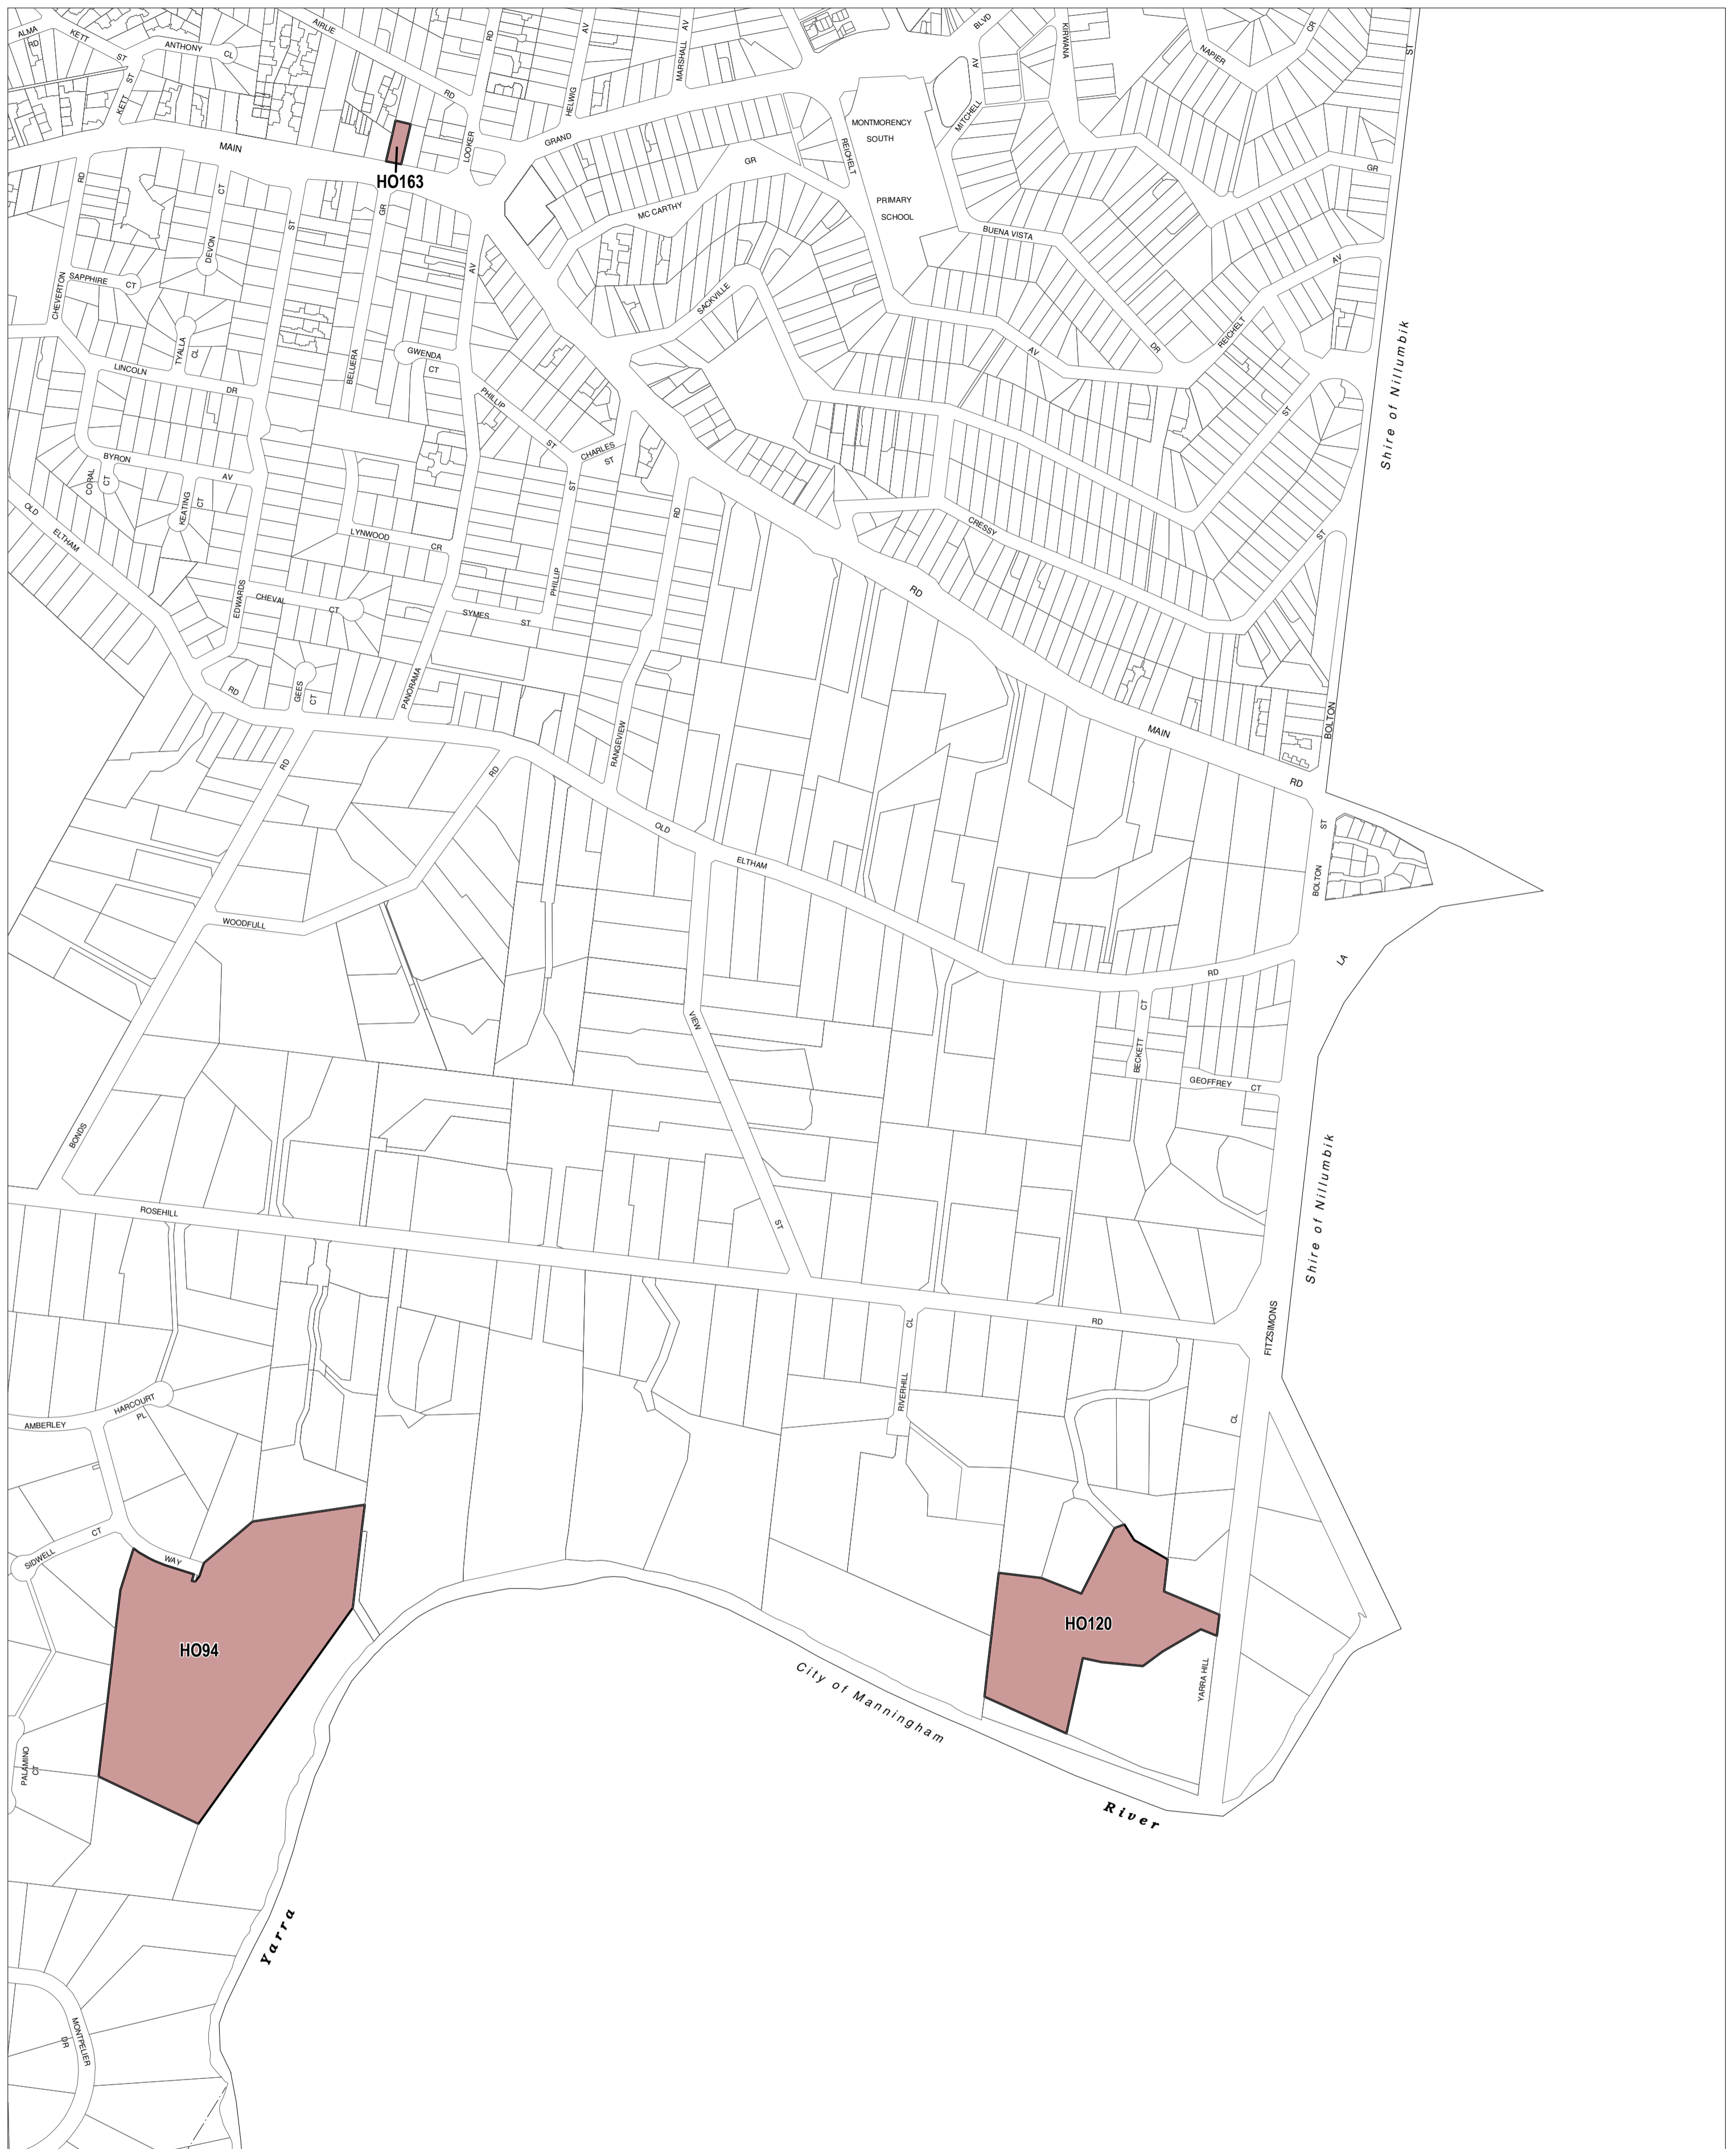 ALMA
RD
KETT
ST
ANTHONY
CL
AIRLIE
RD
KETT ST
MAIN
HO163
LOOKER
RD
HELWIG
AV
MARSHALL AV
GRAND
GR
MC CARTHY
REICHELT
MONTMORENCY
SOUTH
PRIMARY
SCHOOL
BLVD
AV
MITCHELL
KIRWANA
NAPIER
CR
ST
GR
BUENA VISTA
DR
AV
REICHELT
AV
ST
SACKVILLE
Shire of Nillumbik
RD
CHEVERTON
SAPPHIRE
CT
DEVON
CT
ST
GR
AV
TYALLA
CL
BELUERA
GWENDA
CT
LINCOLN
DR
PHILLIP
ST
CHARLES
ST
BYRON
AV
CORAL
CT
KEATING
CT
OLD
ELTHAM
LYNWOOD
CR
ST
PHILLIP
RD
CRESSY
ST
RD
EDWARDS
CHEVAL
CT
SYMES
ST
RD
GEES
CT
PANORAMA
RANGEVIEW
MAIN
RD
BOLTON
ST
BOLTON
RD
RD
OLD
ELTHAM
RD
LA
WOODFULL
VIEW
ST
BECKETT
CT
GEOFFREY
CT
BONDS
ROSEHILL
RD
Shire of Nillumbik
FITZSIMONS
CL
RIVERHILL
CL
HARCOURT
PL
AMBERLEY
WAY
SIDWELL
CT
HO94
HO120
YARRA HILL
City of Manningham
PALAMINO
CT
River
Yarra
MONTPELIER
DR